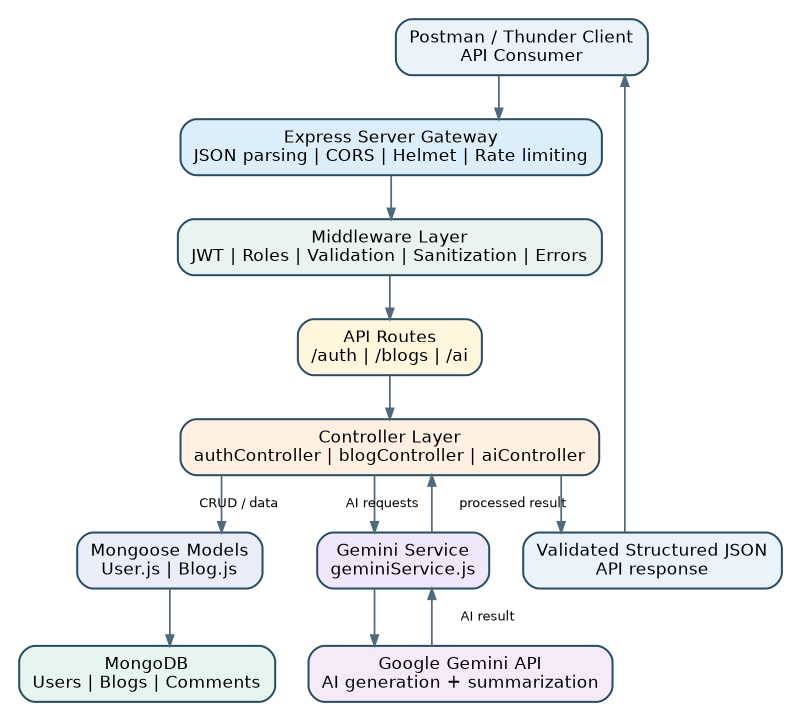 Postman / Thunder Client
API Consumer
Express Server Gateway
JSON parsing | CORS | Helmet | Rate limiting
Middleware Layer
JWT | Roles | Validation | Sanitization | Errors
API Routes
/auth | /blogs | /ai
Controller Layer
authController | blogController | aiController
CRUD / data
AI requests
processed result
Mongoose Models
User.js | Blog.js
Gemini Service
geminiService.js
Validated Structured JSON
API response
AI result
MongoDB
Users | Blogs | Comments
Google Gemini API
AI generation + summarization